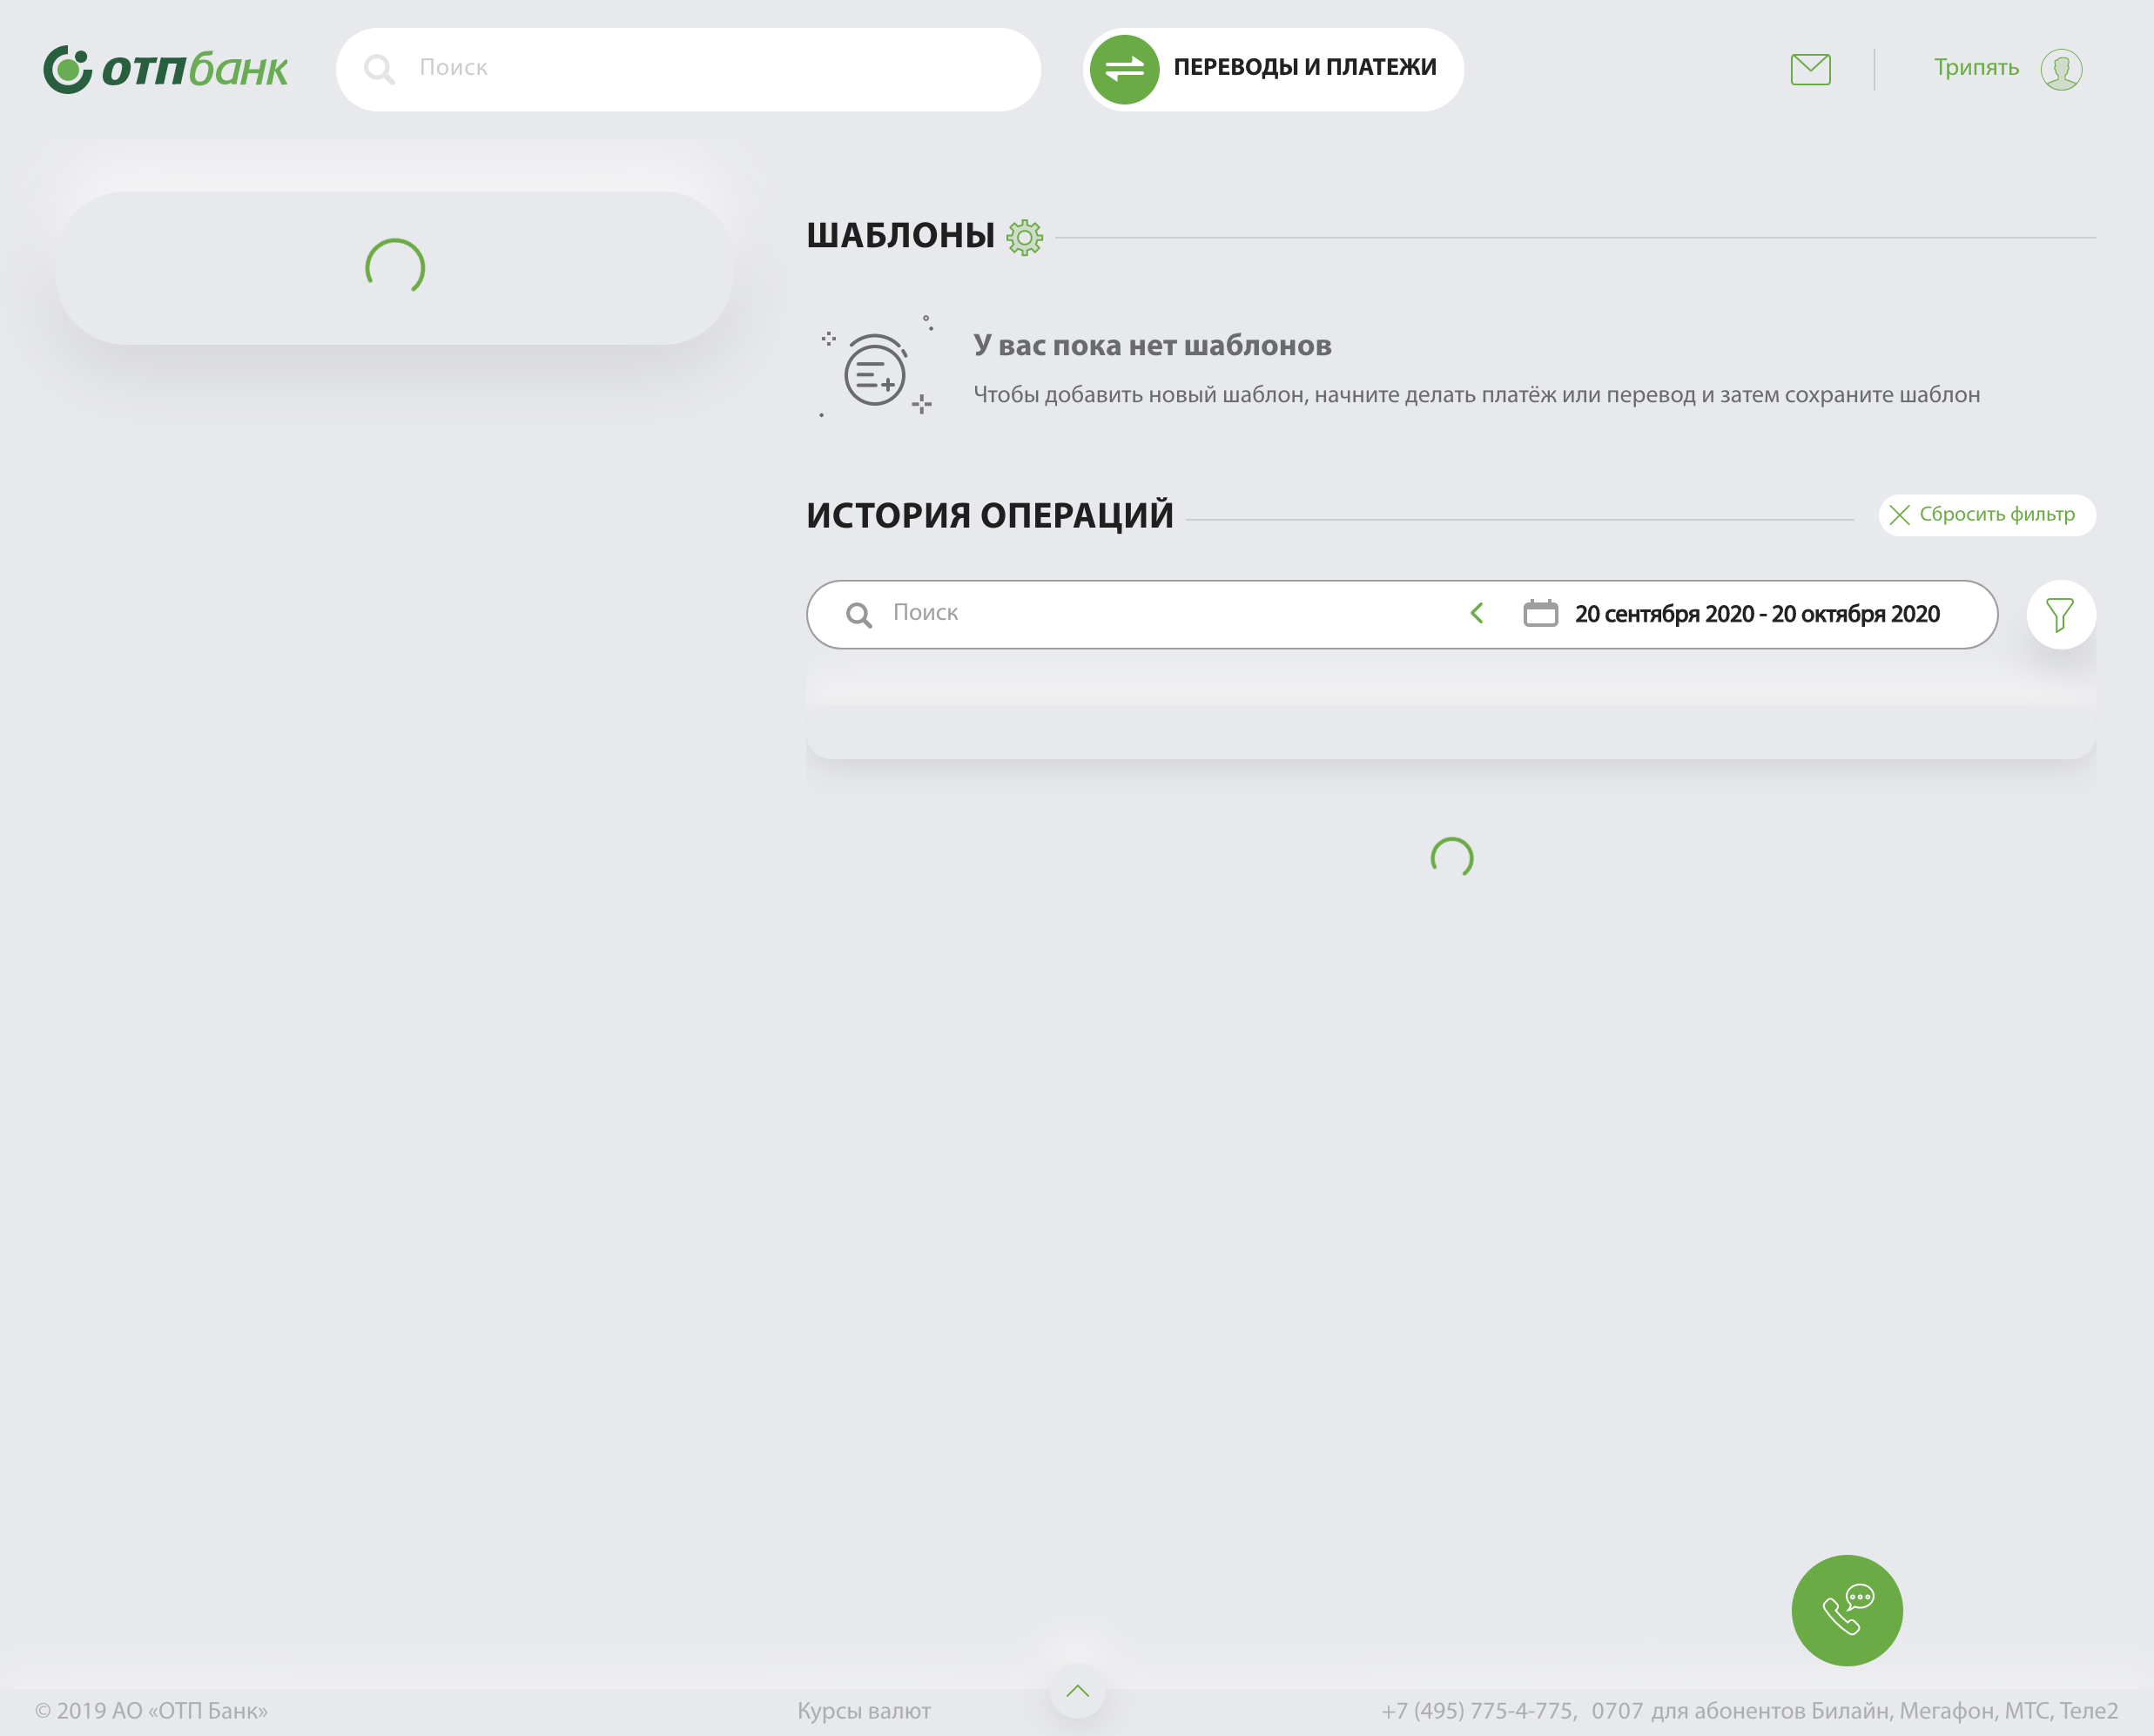 отпбанк
Поиск
ПЕРЕВОДЫ И ПЛАТЕЖИ
Трипять
ШАБЛОНЫ
У вас пока нет шаблонов
Чтобы добавить новый шаблон, начните делать платёж или перевод и затем сохраните шаблон
ИСТОРИЯ ОПЕРАЦИЙ
Сбросить фильтр
Поиск
20 сентября 2020 - 20 октября 2020
© 2019 АО «ОТП Банк»
Курсы валют
+7 (495) 775-4-775, 0707 для абонентов Билайн, Мегафон, МТС, Теле2